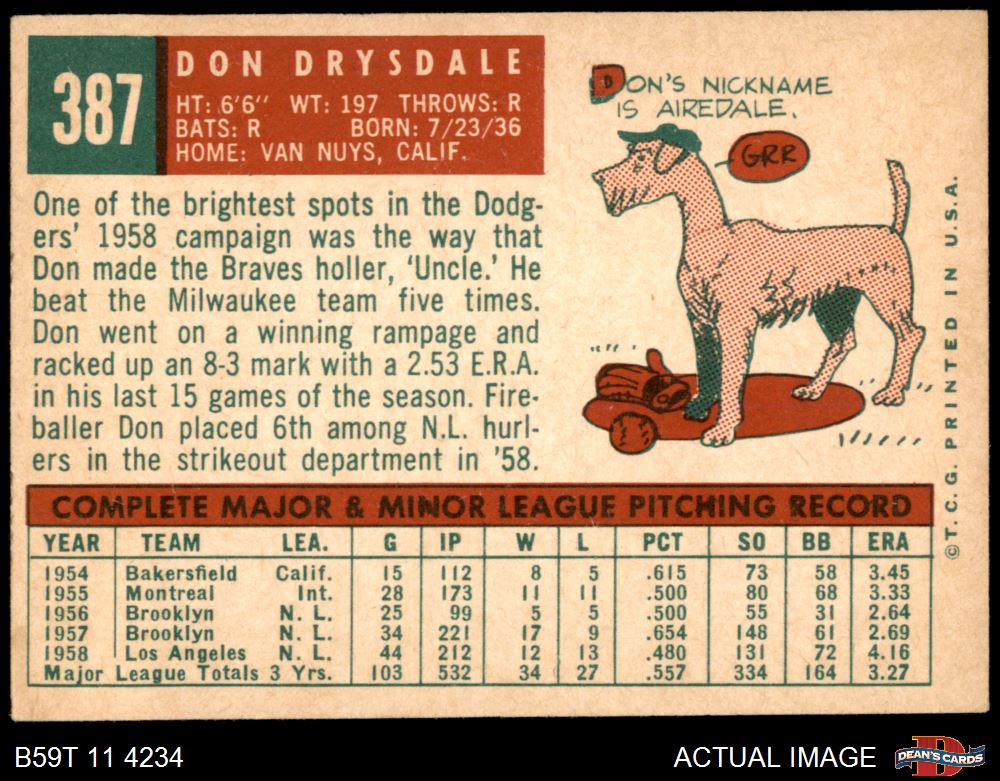 387
DON DRYSDALE
HT: 6'6" WT: 197 THROWS: R
BATS: R BORN: 7/23/36
HOME: VAN NUYS, CALIF.
DON'S NICKNAME
IS AIREDALE.
GRR
One of the brightest spots in the Dodg-
ers' 1958 campaign was the way that
Don made the Braves holler, 'Uncle.' He
beat the Milwaukee team five times.
Don went on a winning rampage and
racked up an 8-3 mark with a 2.53 E.R.A.
in his last 15 games of the season. Fire-
baller Don placed 6th among N.L. hurl-
ers in the strikeout department in '58.
COMPLETE MAJOR & MINOR LEAGUE PITCHING RECORD
YEAR TEAM LEA. G IP W L PCT SO BB ERA
1954 Bakersfield Calif. 15 112 8 5 .615 73 58 3.45
1955 Montreal Int. 28 173 11 11 .500 80 68 3.33
1956 Brooklyn N. L. 25 99 5 5 .500 55 31 2.64
1957 Brooklyn N. L. 34 221 17 9 .654 148 61 2.69
1958 Los Angeles N. L. 44 212 12 13 .480 131 72 4.16
Major League Totals 3 Yrs. 103 532 34 27 .557 334 164 3.27
© T. C. G. PRINTED IN U.S.A.
B59T 11 4234
ACTUAL IMAGE
D
DEAN'S CARDS